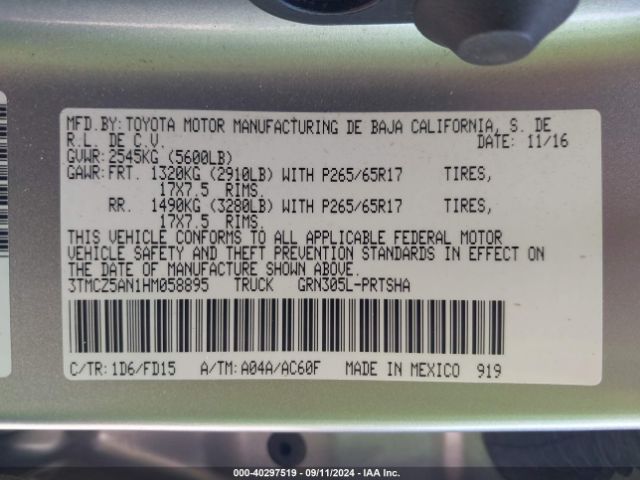 MFD.BY:TOYOTA MOTOR MANUFACTURING DE BAJA CALIFORNIA, S. DE
R.L. DE C.V. DATE: 11/16
GVWR:2545KG (5600LB)
GAWR:FRT. 1320KG (2910LB) WITH P265/65R17 TIRES,
17X7.5 RIMS.
RR. 1490KG (3280LB) WITH P265/65R17 TIRES,
17X7.5 RIMS.
THIS VEHICLE CONFORMS TO ALL APPLICABLE FEDERAL MOTOR
VEHICLE SAFETY AND THEFT PREVENTION STANDARDS IN EFFECT ON
THE DATE OF MANUFACTURE SHOWN ABOVE.
3TMCZ5AN1HM058895 TRUCK GRN305L-PRTSHA
C/TR:1D6/FD15 A/TM:A04A/AC60F MADE IN MEXICO 919
000-40297519 - 09/11/2024 - IAA Inc.